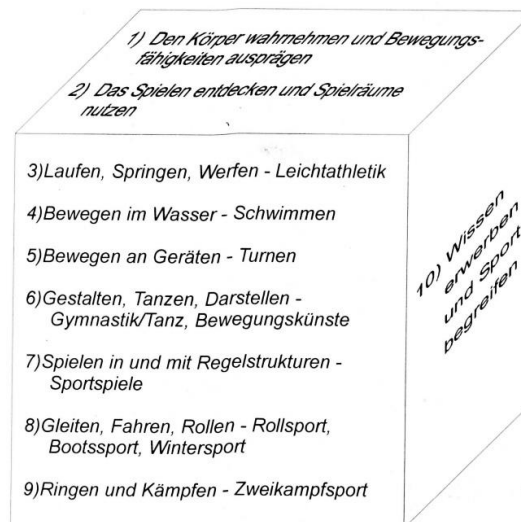 1) Den Körper wahrnehmen und Bewegungs-
fähigkeiten ausprägen
2) Das Spielen entdecken und Spielräume
nutzen
3)Laufen, Springen, Werfen - Leichtathletik
4)Bewegen im Wasser - Schwimmen
5)Bewegen an Geräten - Turnen
6)Gestalten, Tanzen, Darstellen -
Gymnastik/Tanz, Bewegungskünste
7)Spielen in und mit Regelstrukturen -
Sportspiele
8)Gleiten, Fahren, Rollen - Rollsport,
Bootssport, Wintersport
9)Ringen und Kämpfen - Zweikampfsport
10) Wissen
erwerben
und Sport
begreifen